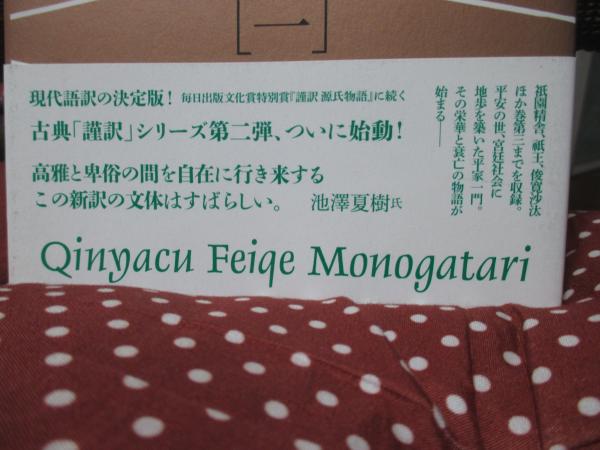 ［一］
現代語訳の決定版！ 毎日出版文化賞特別賞『謹訳 源氏物語』に続く
古典「謹訳」シリーズ第二弾、ついに始動！
高雅と卑俗の間を自在に行き来する
この新訳の文体はすばらしい。 池澤夏樹氏
祇園精舎、祇王、俊寛沙汰
ほか巻第三までを収録。
平安の世、宮廷社会に
地歩を築いた平家一門。
その栄華と衰亡の物語が
始まる——
Qinyacu Feiqe Monogatari